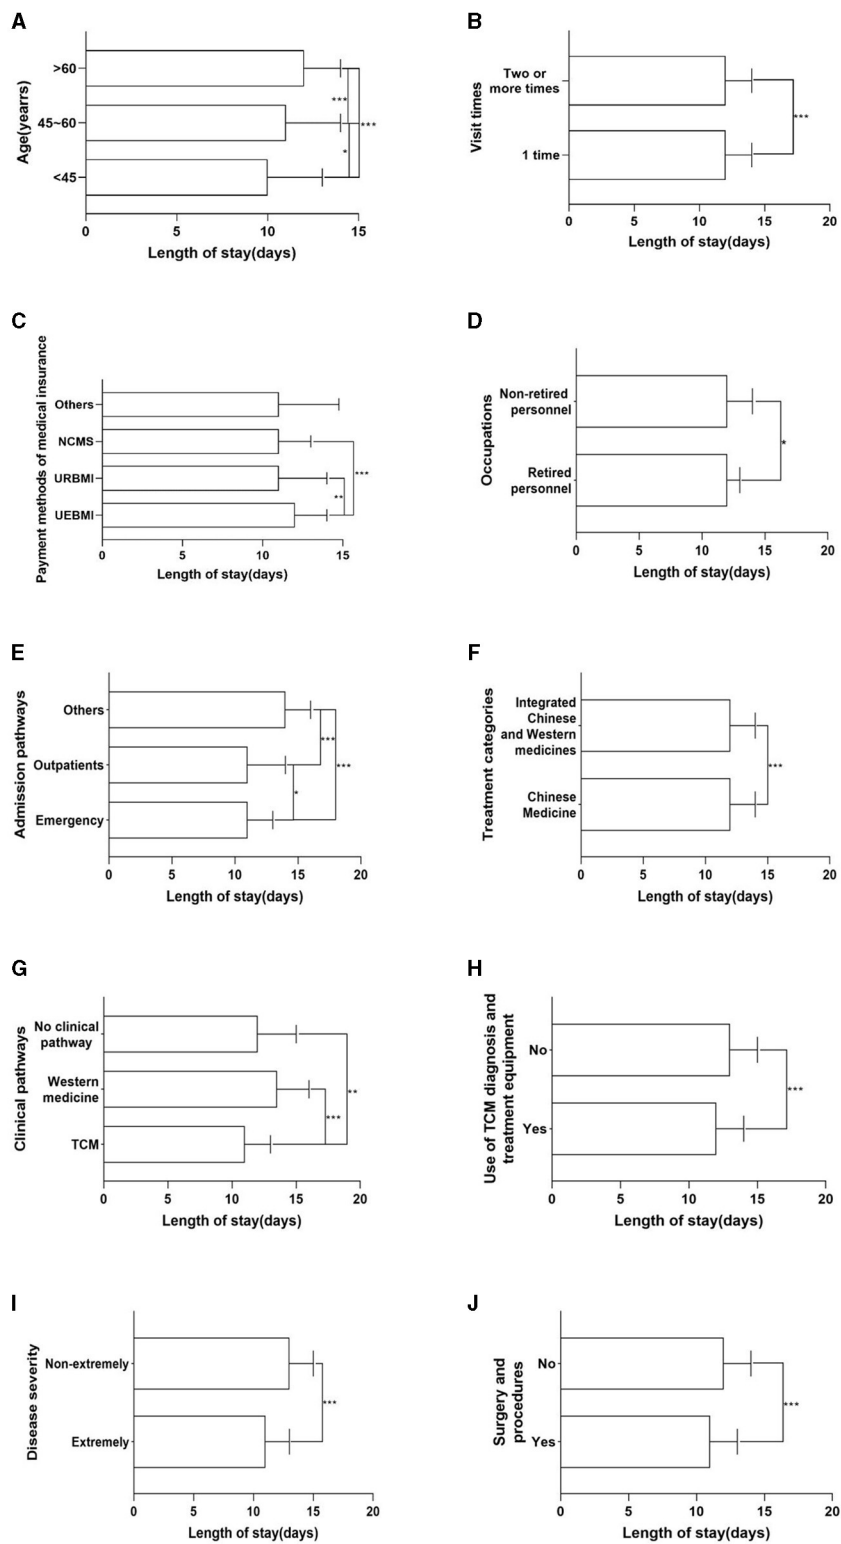 A
Age(yearrs)
>60
45~60
<45
***
*
***
0 5 10 15
Length of stay(days)
B
Visit times
Two or
more times
1 time
***
0 5 10 15 20
Length of stay(days)
C
Payment methods of medical insurance
Others
NCMS
URBMI
UEBMI
***
**
0 5 10 15
Length of stay(days)
D
Occupations
Non-retired
personnel
Retired
personnel
*
0 5 10 15 20
Length of stay(days)
E
Admission pathways
Others
Outpatients
Emergency
***
***
*
0 5 10 15 20
Length of stay(days)
F
Treatment categories
Integrated
Chinese
and Western
medicines
Chinese
Medicine
***
0 5 10 15 20
Length of stay(days)
G
Clinical pathways
No clinical
pathway
Western
medicine
TCM
**
***
0 5 10 15 20
Length of stay(days)
H
Use of TCM diagnosis and
treatment equipment
No
Yes
***
0 5 10 15 20
Length of stay(days)
I
Disease severity
Non-extremely
Extremely
***
0 5 10 15 20
Length of stay(days)
J
Surgery and
procedures
No
Yes
***
0 5 10 15 20
Length of stay(days)